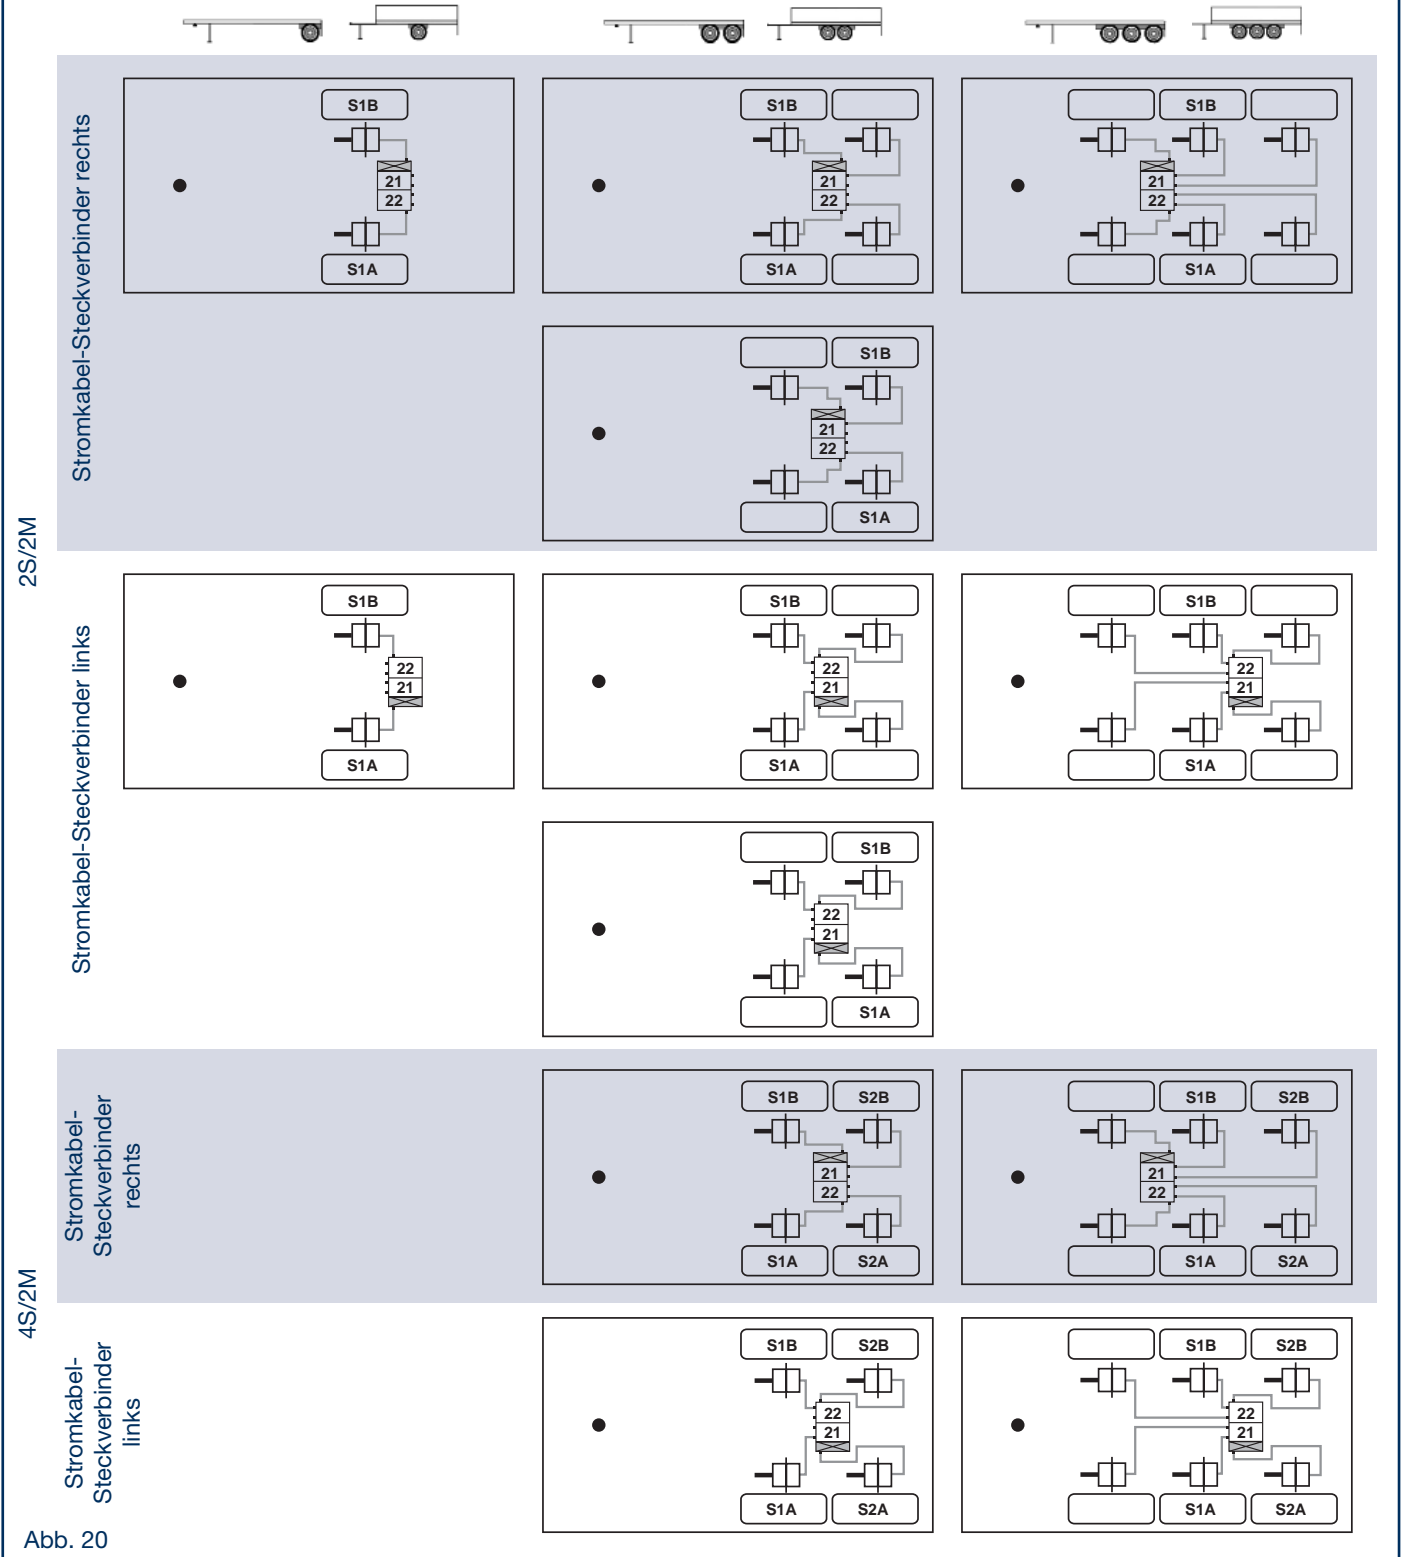 2S/2M
Stromkabel-Steckverbinder rechts
S1B
21
22
S1A
S1B
21
22
S1A
S1B
21
22
S1A
S1B
21
22
S1A
Stromkabel-Steckverbinder links
S1B
22
21
S1A
S1B
22
21
S1A
S1B
22
21
S1A
S1B
22
21
S1A
4S/2M
Stromkabel-
Steckverbinder
rechts
S1B S2B
21
22
S1A S2A
S1B S2B
21
22
S1A S2A
Stromkabel-
Steckverbinder
links
S1B S2B
22
21
S1A S2A
S1B S2B
22
21
S1A S2A
Abb. 20